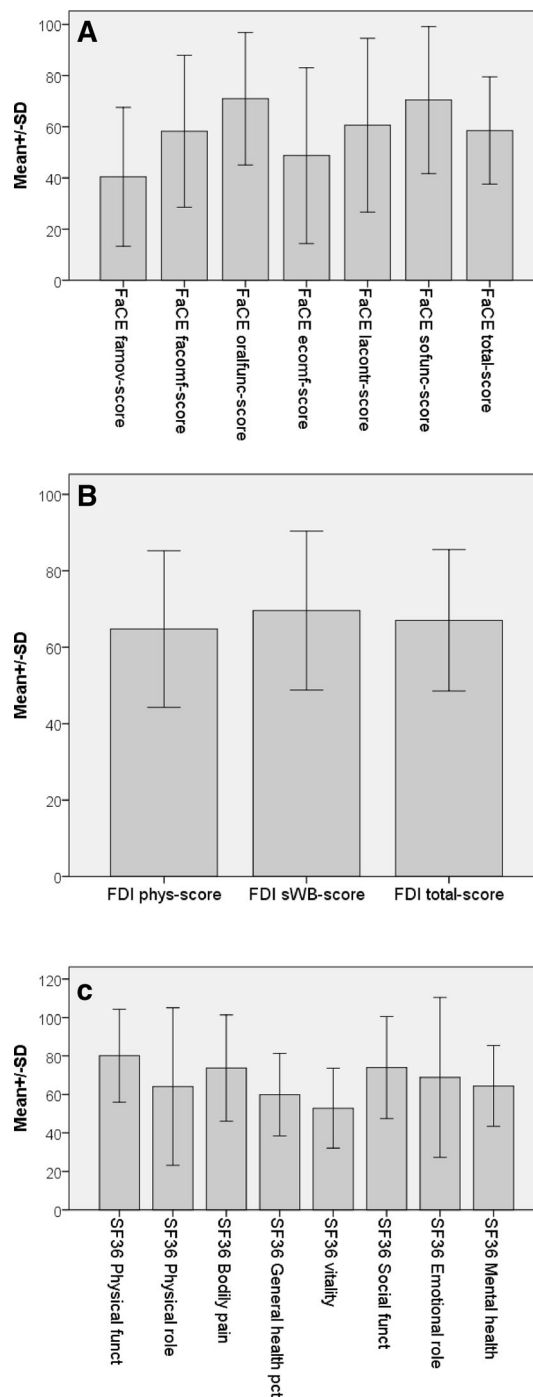 A
Mean+/-SD
100
80
60
40
20
0
FaCE famov-score
FaCE facomf-score
FaCE oralfunc-score
FaCE ecomf-score
FaCE lacontr-score
FaCE sofunc-score
FaCE total-score
B
Mean+/-SD
100
80
60
40
20
0
FDI phys-score FDI sWB-score FDI total-score
c
Mean+/-SD
120
100
80
60
40
20
0
SF36 Physical funct
SF36 Physical role
SF36 Bodily pain
SF36 General health pct
SF36 vitality
SF36 Social funct
SF36 Emotional role
SF36 Mental health